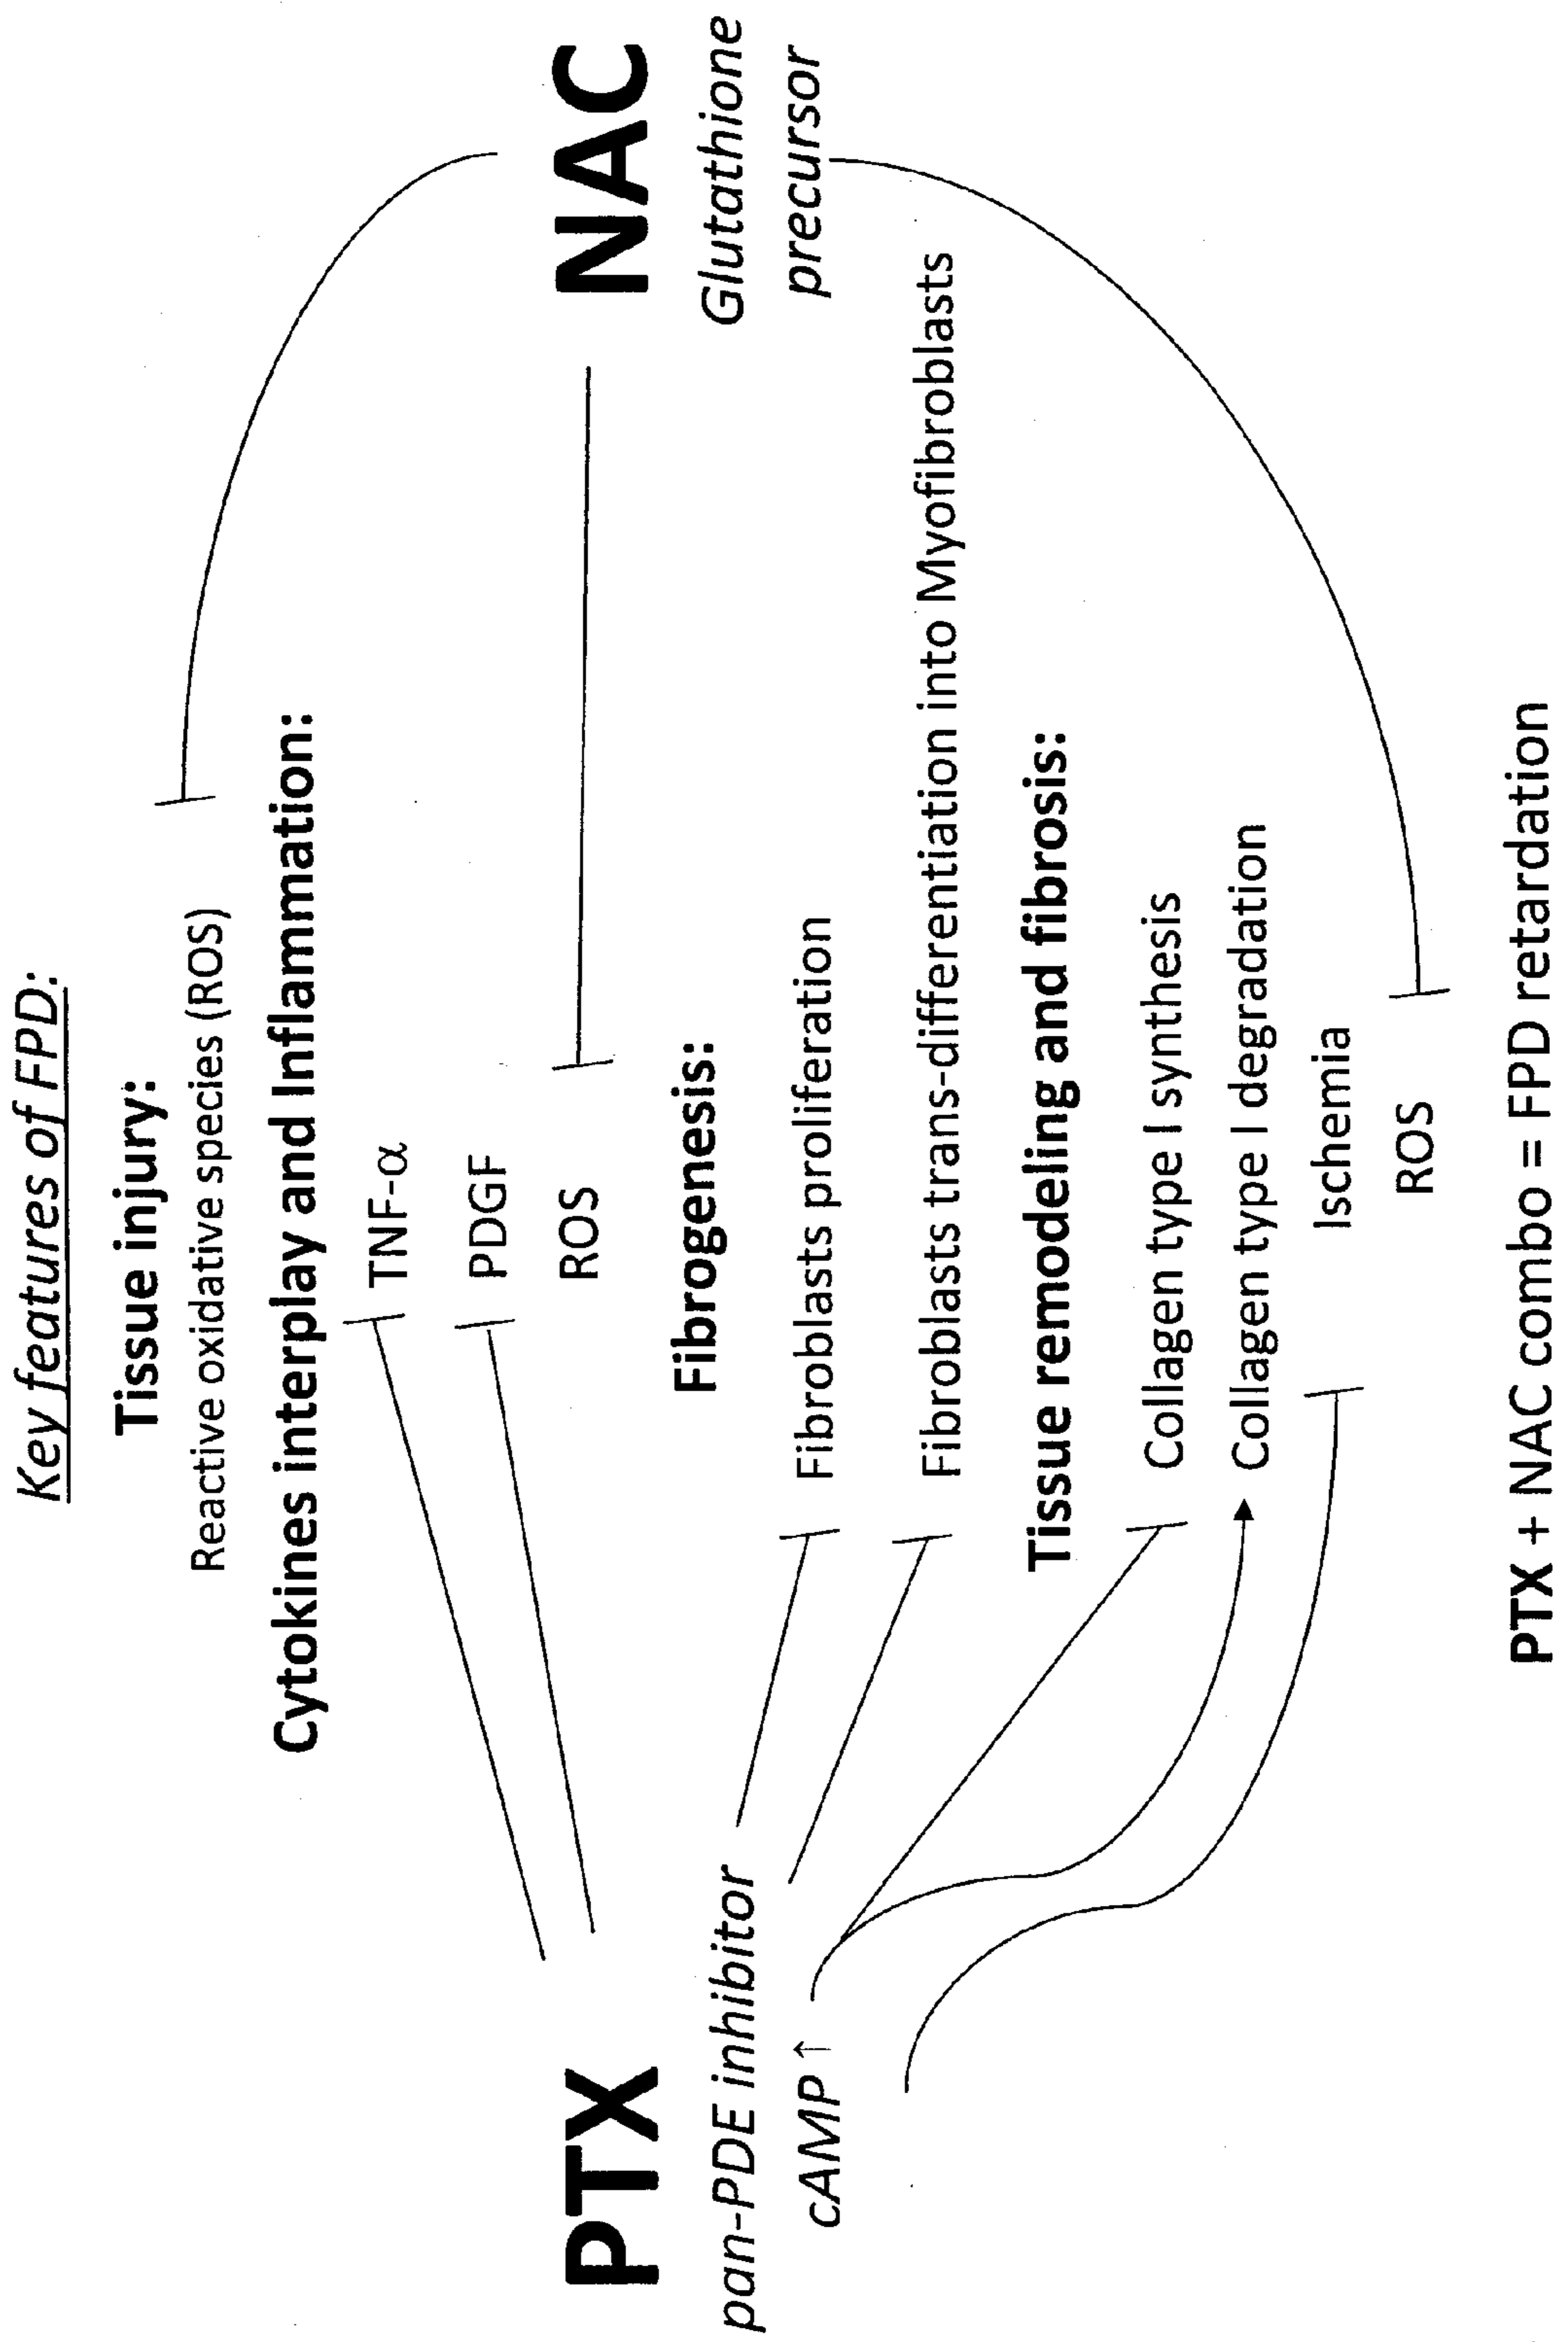 Key features of FPD:
Tissue injury:
Reactive oxidative species (ROS)
Cytokines interplay and Inflammation:
TNF-α
PDGF
ROS
PTX
pan-PDE inhibitor
cAMP↑
NAC
Glutathione
precursor
Fibrogenesis:
Fibroblasts proliferation
Fibroblasts trans-differentiation into Myofibroblasts
Tissue remodeling and fibrosis:
Collagen type I synthesis
Collagen type I degradation
Ischemia
ROS
PTX + NAC combo = FPD retardation